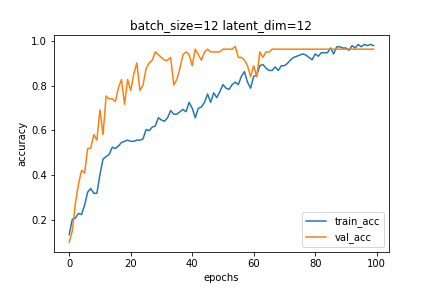 batch_size=12 latent_dim=12
1.0
0.8
0.6
0.4
0.2
accuracy
0 20 40 60 80 100
epochs
train_acc
val_acc